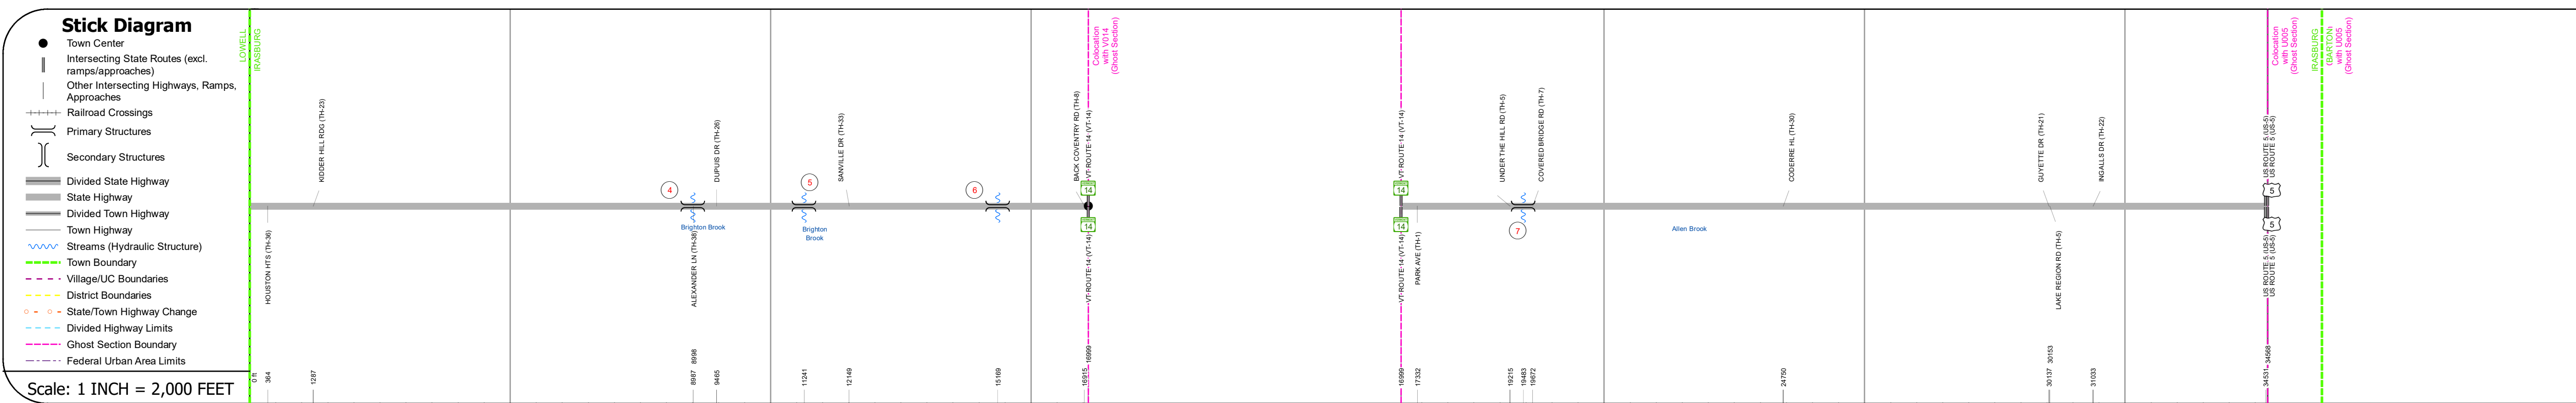 Stick Diagram
Town Center
Intersecting State Routes (excl.
ramps/approaches)
Other Intersecting Highways, Ramps,
Approaches
Railroad Crossings
Primary Structures
Secondary Structures
Divided State Highway
State Highway
Divided Town Highway
Town Highway
Streams (Hydraulic Structure)
Town Boundary
Village/UC Boundaries
District Boundaries
State/Town Highway Change
Divided Highway Limits
Ghost Section Boundary
Federal Urban Area Limits
Scale: 1 INCH = 2,000 FEET
LOWELL
IRASBURG
HOUSTON HTS (TH-36)
KIDDER HILL RDG (TH-23)
4
Brighton Brook
ALEXANDER LN (TH-38)
DUPUIS DR (TH-26)
5
Brighton
Brook
SANVILLE DR (TH-33)
6
BACK COVENTRY RD (TH-8)
VT-ROUTE-14 (VT-14)
14
14
VT-ROUTE-14 (VT-14)
Colocation
with V014
(Ghost Section)
VT-ROUTE-14 (VT-14)
14
14
VT-ROUTE-14 (VT-14)
PARK AVE (TH-1)
UNDER THE HILL RD (TH-5)
7
COVERED BRIDGE RD (TH-7)
Allen Brook
CODERRE HL (TH-30)
GUYETTE DR (TH-21)
LAKE REGION RD (TH-5)
INGALLS DR (TH-22)
US ROUTE 5 (US-5)
US ROUTE 5 (US-5)
5
5
US ROUTE 5 (US-5)
US ROUTE 5 (US-5)
Colocation
with U005
(Ghost Section)
IRASBURG
(BARTON)
with U005
(Ghost Section)
0 ft
364
1287
8987
8998
9465
11241
12149
15169
16915
16999
16999
17332
19215
19483
19672
24750
30137
30153
31033
34531
34568